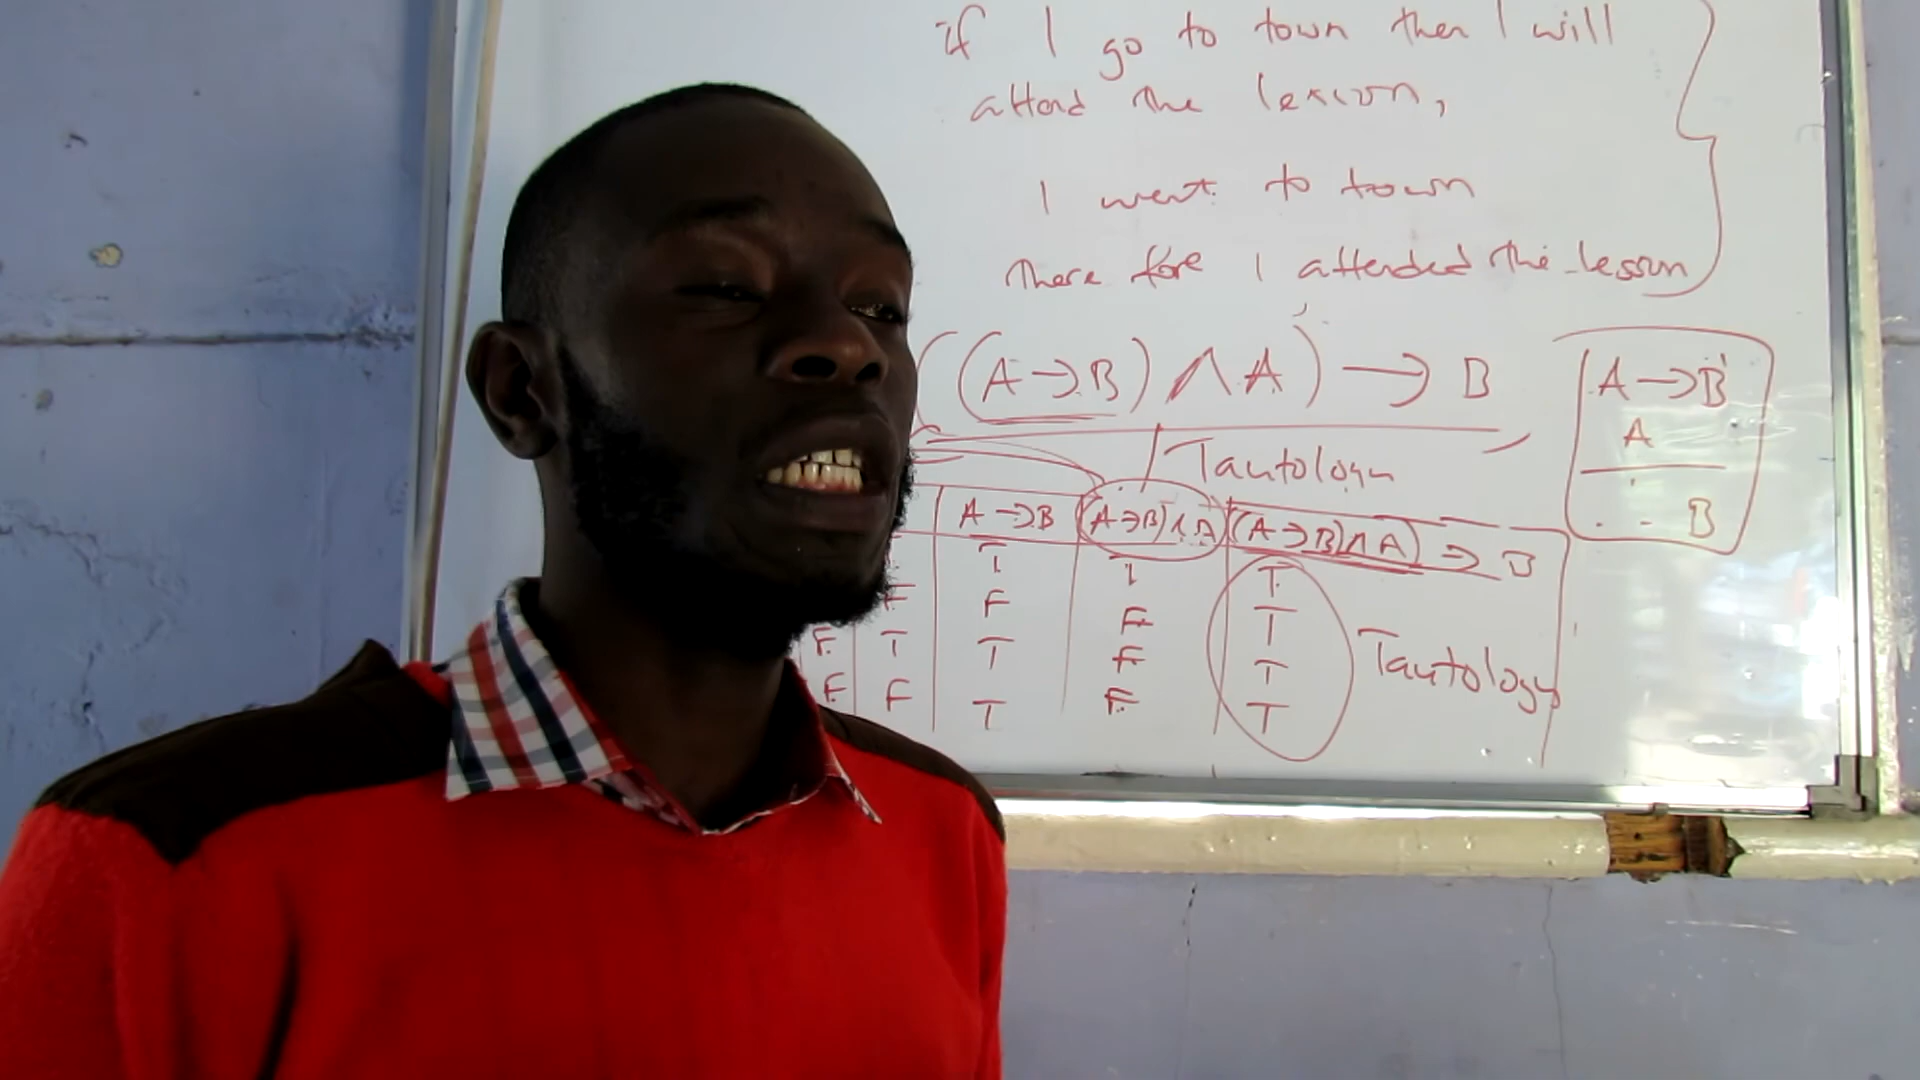 if I go to town then I will
attend the lesson,
I went to town
There fore I attended the lesson
((A → B) ∧ A) → B
Tautology
A → B
A
∴ B
A → B (A → B) ∧ A (A → B) ∧ A) → B
T T T
F F F T
F T T F T
F F T F T
Tautology